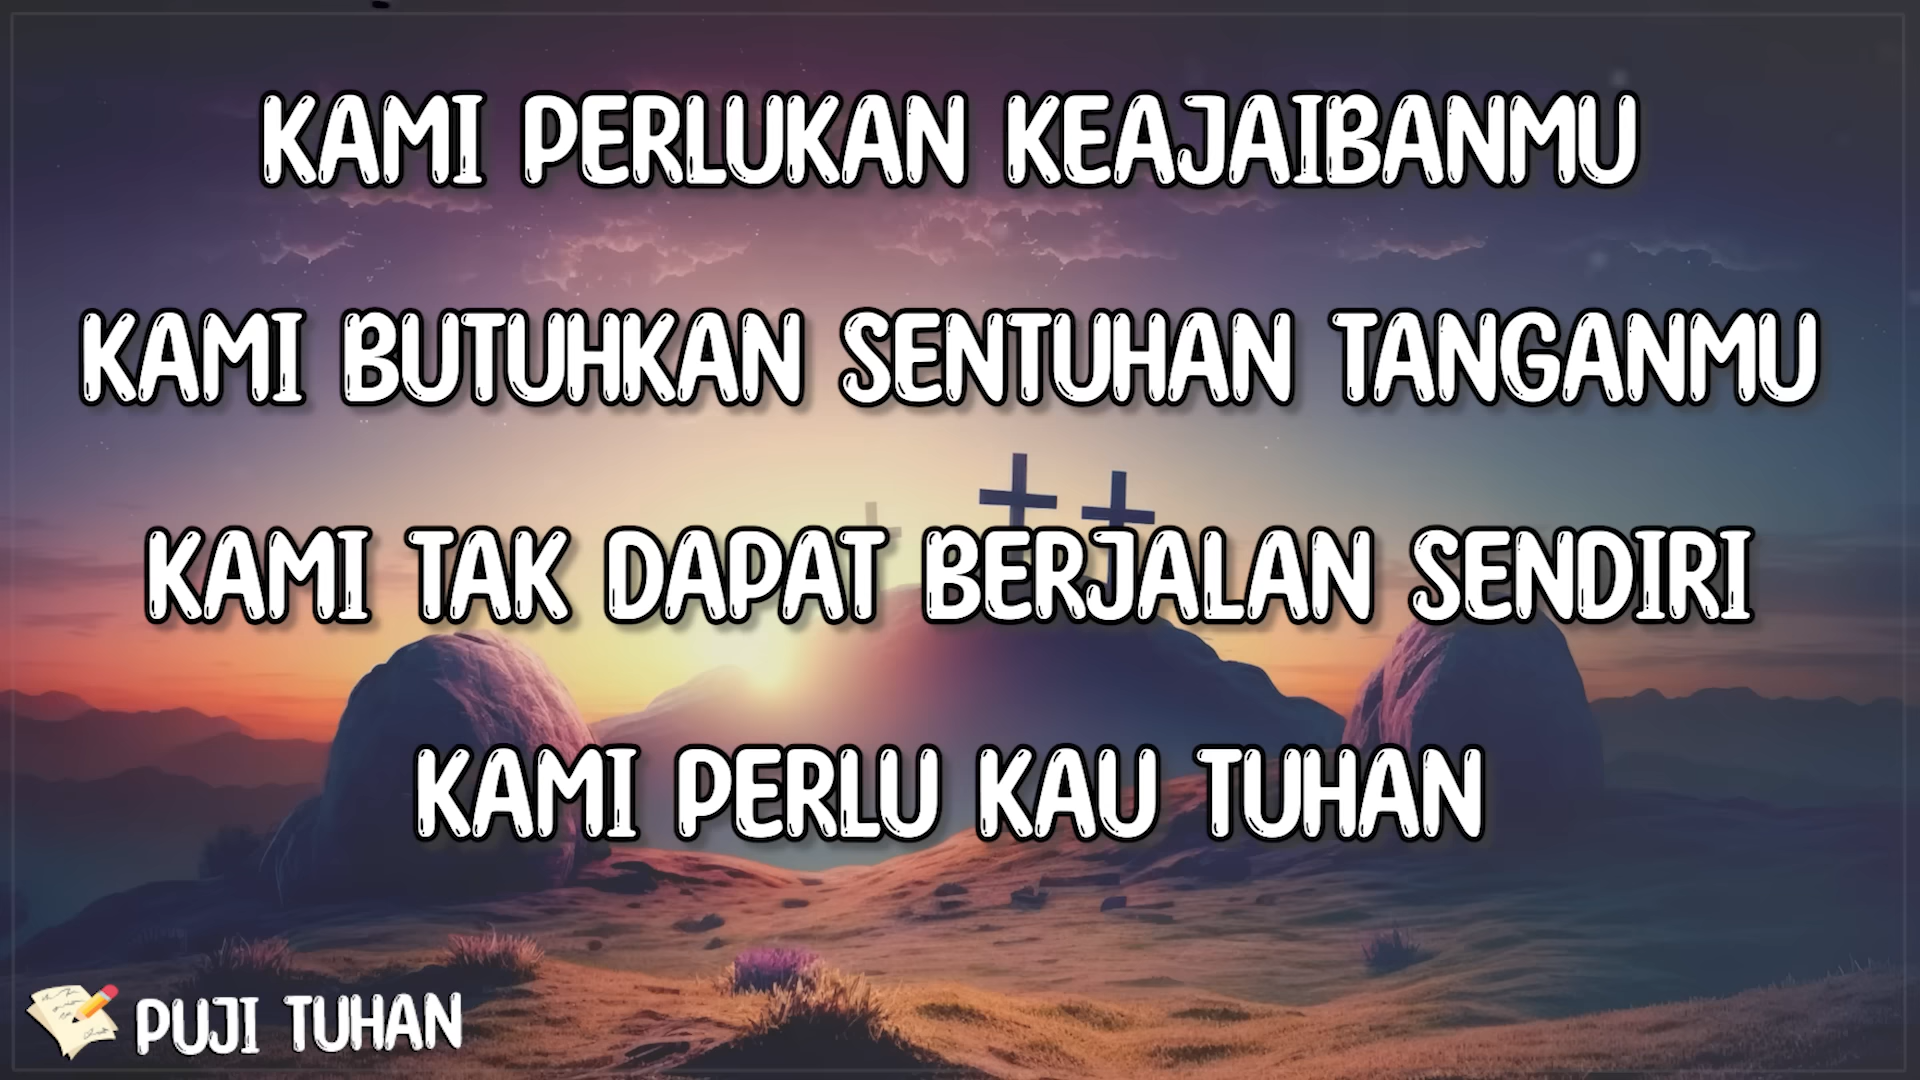 KAMI PERLUKAN KEAJAIBANMU
KAMI BUTUHKAN SENTUHAN TANGANMU
KAMI TAK DAPAT BERJALAN SENDIRI
KAMI PERLU KAU TUHAN
PUJI TUHAN